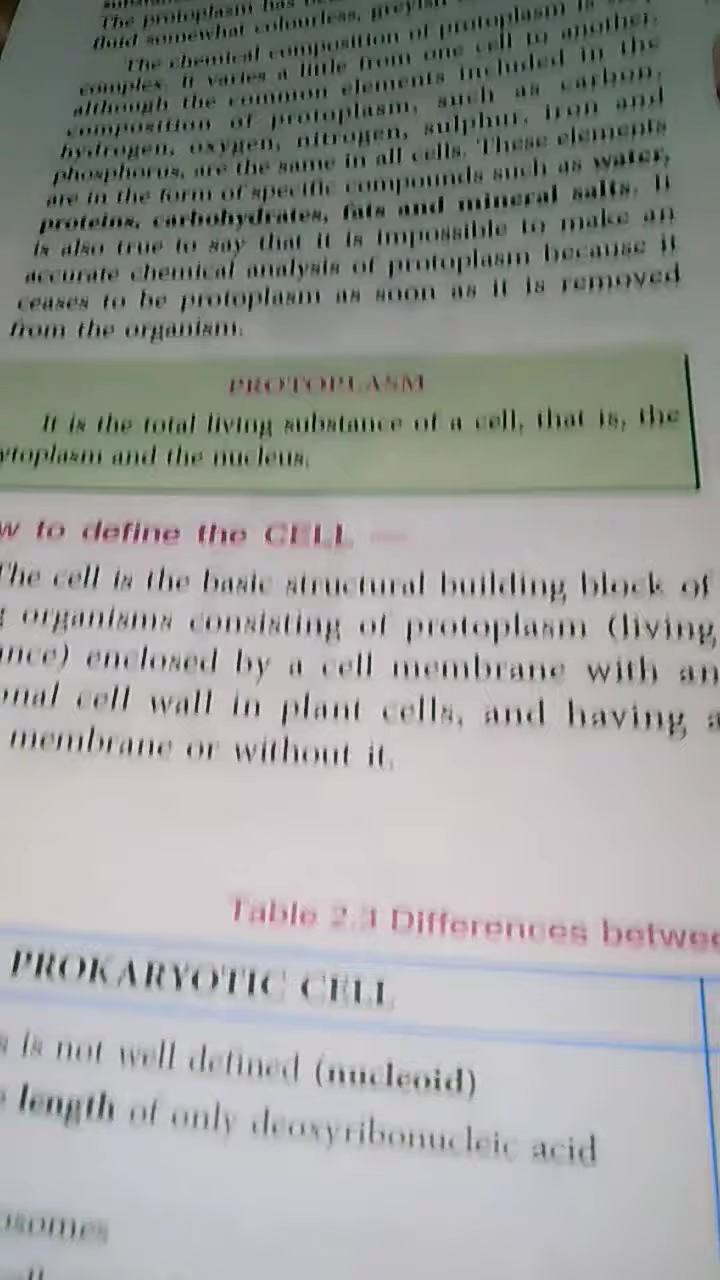 The protoplasm has
fluid somewhat colourless, greyish
The chemical composition of protoplasm is
complex. It varies a little from one cell to another,
although the common elements included in the
composition of protoplasm, such as carbon,
hydrogen, oxygen, nitrogen, sulphur, iron and
phosphorus, are the same in all cells. These elements
are in the form of specific compounds such as water,
proteins, carbohydrates, fats and mineral salts. It
is also true to say that it is impossible to make an
accurate chemical analysis of protoplasm because it
ceases to be protoplasm as soon as it is removed
from the organism.
PROTOPLASM
It is the total living substance of a cell, that is, the
ytoplasm and the nucleus.
w to define the CELL —
The cell is the basic structural building block of
g organisms consisting of protoplasm (living
ance) enclosed by a cell membrane with an
onal cell wall in plant cells, and having a
membrane or without it.
Table 2.3 Differences betwee
PROKARYOTIC CELL
s is not well defined (nucleoid)
e length of only deoxyribonucleic acid
osomes